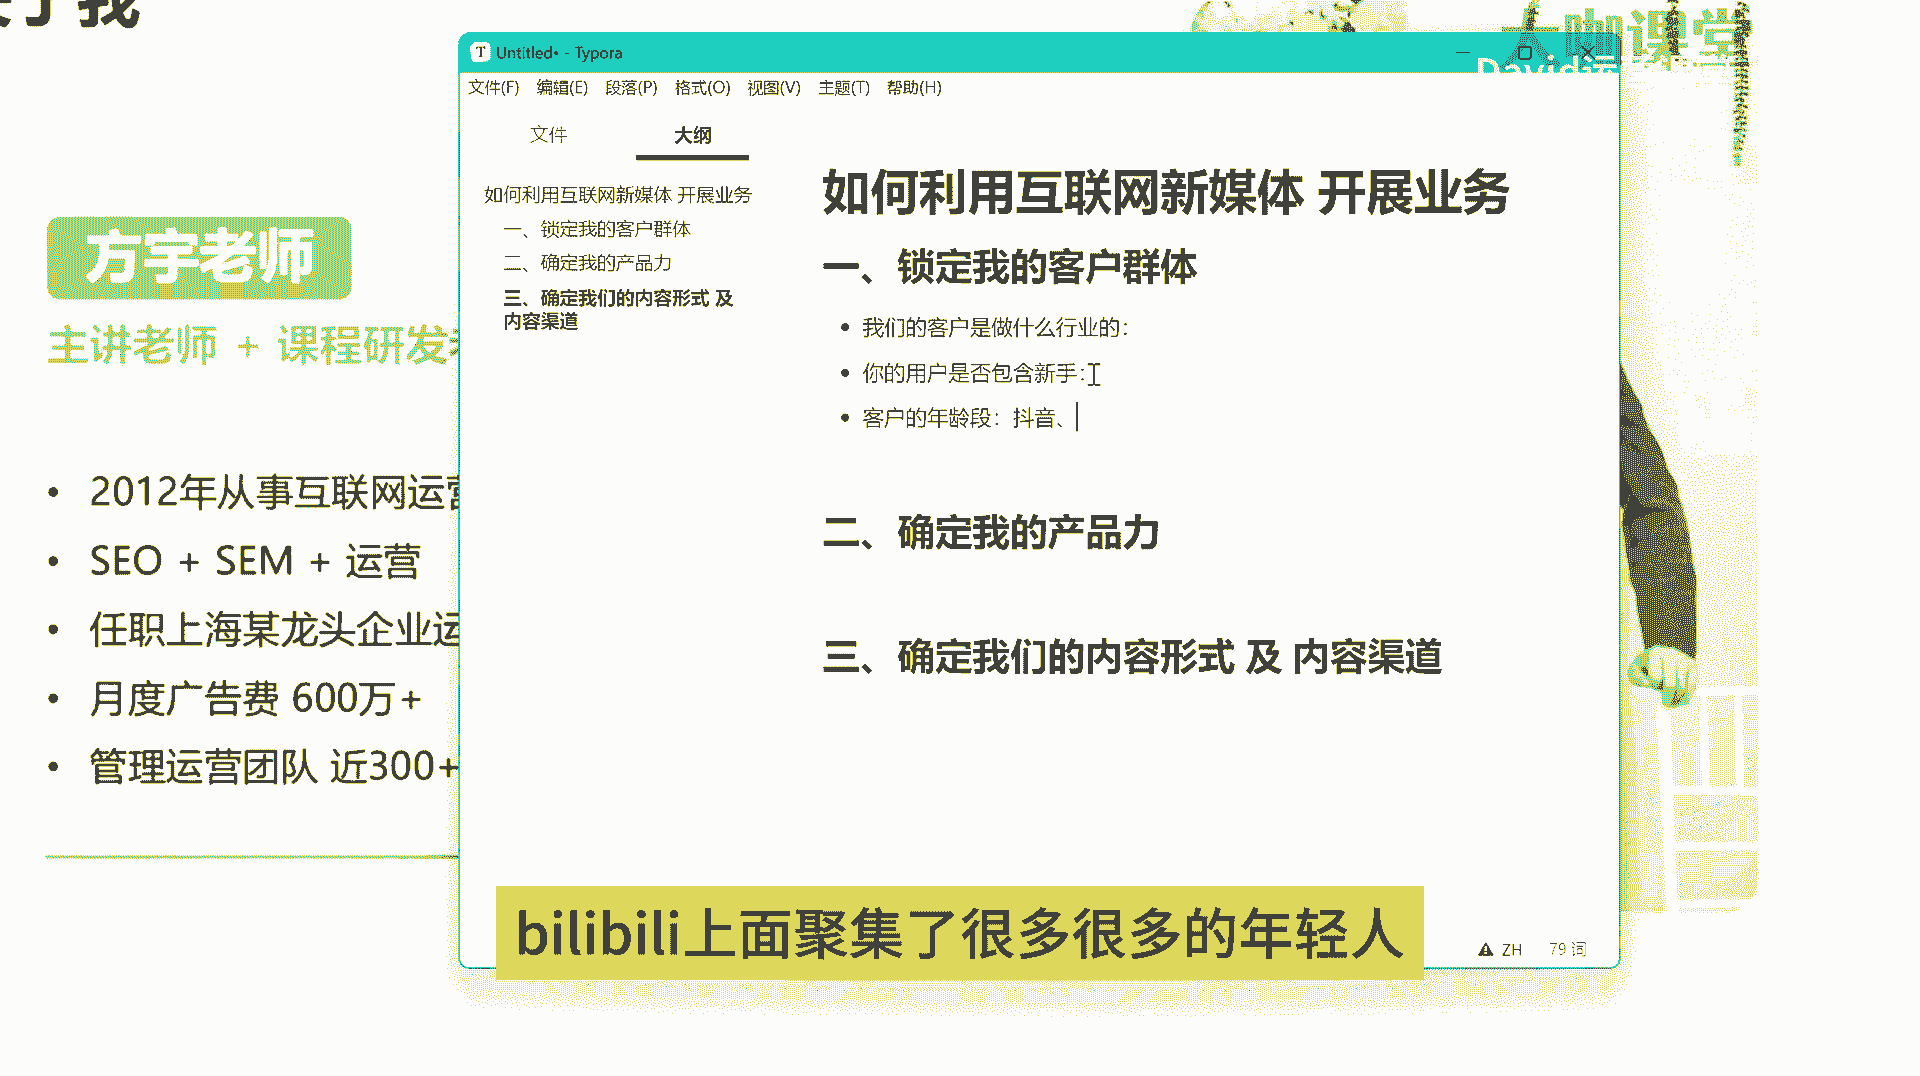 了我
方宇老师
主讲老师 + 课程研发
2012年从事互联网运营
SEO + SEM + 运营
任职上海某龙头企业运
月度广告费 600万+
管理运营团队 近300+
大咖课堂
Untitled• - Typora
文件(F) 编辑(E) 段落(P) 格式(O) 视图(V) 主题(T) 帮助(H)
文件 大纲
如何利用互联网新媒体 开展业务
一、锁定我的客户群体
二、确定我的产品力
三、确定我们的内容形式 及
内容渠道
如何利用互联网新媒体 开展业务
一、锁定我的客户群体
• 我们的客户是做什么行业的:
• 你的用户是否包含新手:
• 客户的年龄段：抖音、
二、确定我的产品力
三、确定我们的内容形式 及 内容渠道
bilibili上面聚集了很多很多的年轻人
ZH 79 词